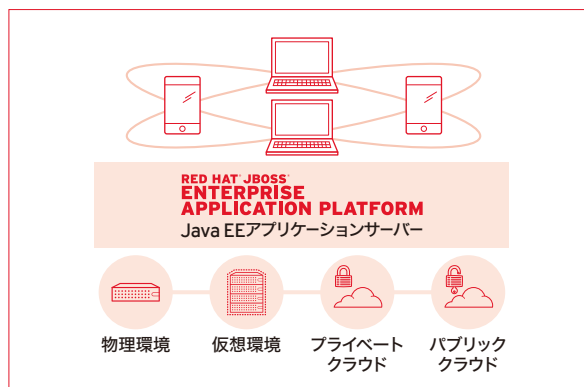 RED HAT® JBOSS®
ENTERPRISE
APPLICATION PLATFORM
Java EEアプリケーションサーバー
物理環境
仮想環境
プライベート
クラウド
パブリック
クラウド